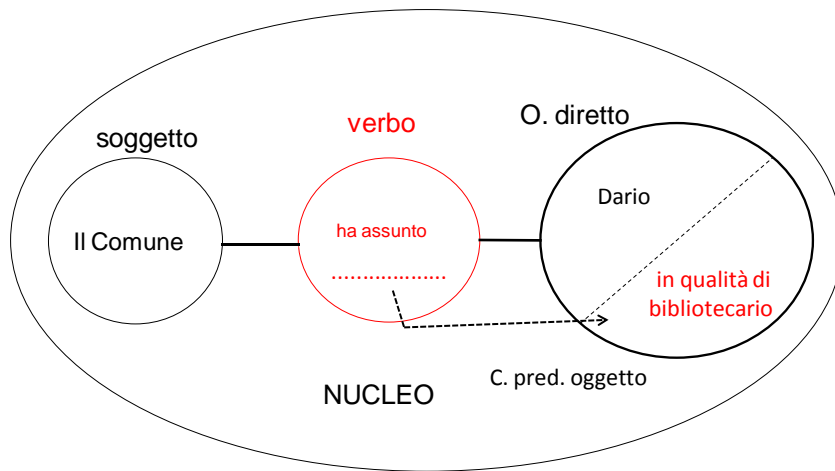 soggetto
verbo
O. diretto
Il Comune
ha assunto
………………
Dario
in qualità di
bibliotecario
C. pred. oggetto
NUCLEO